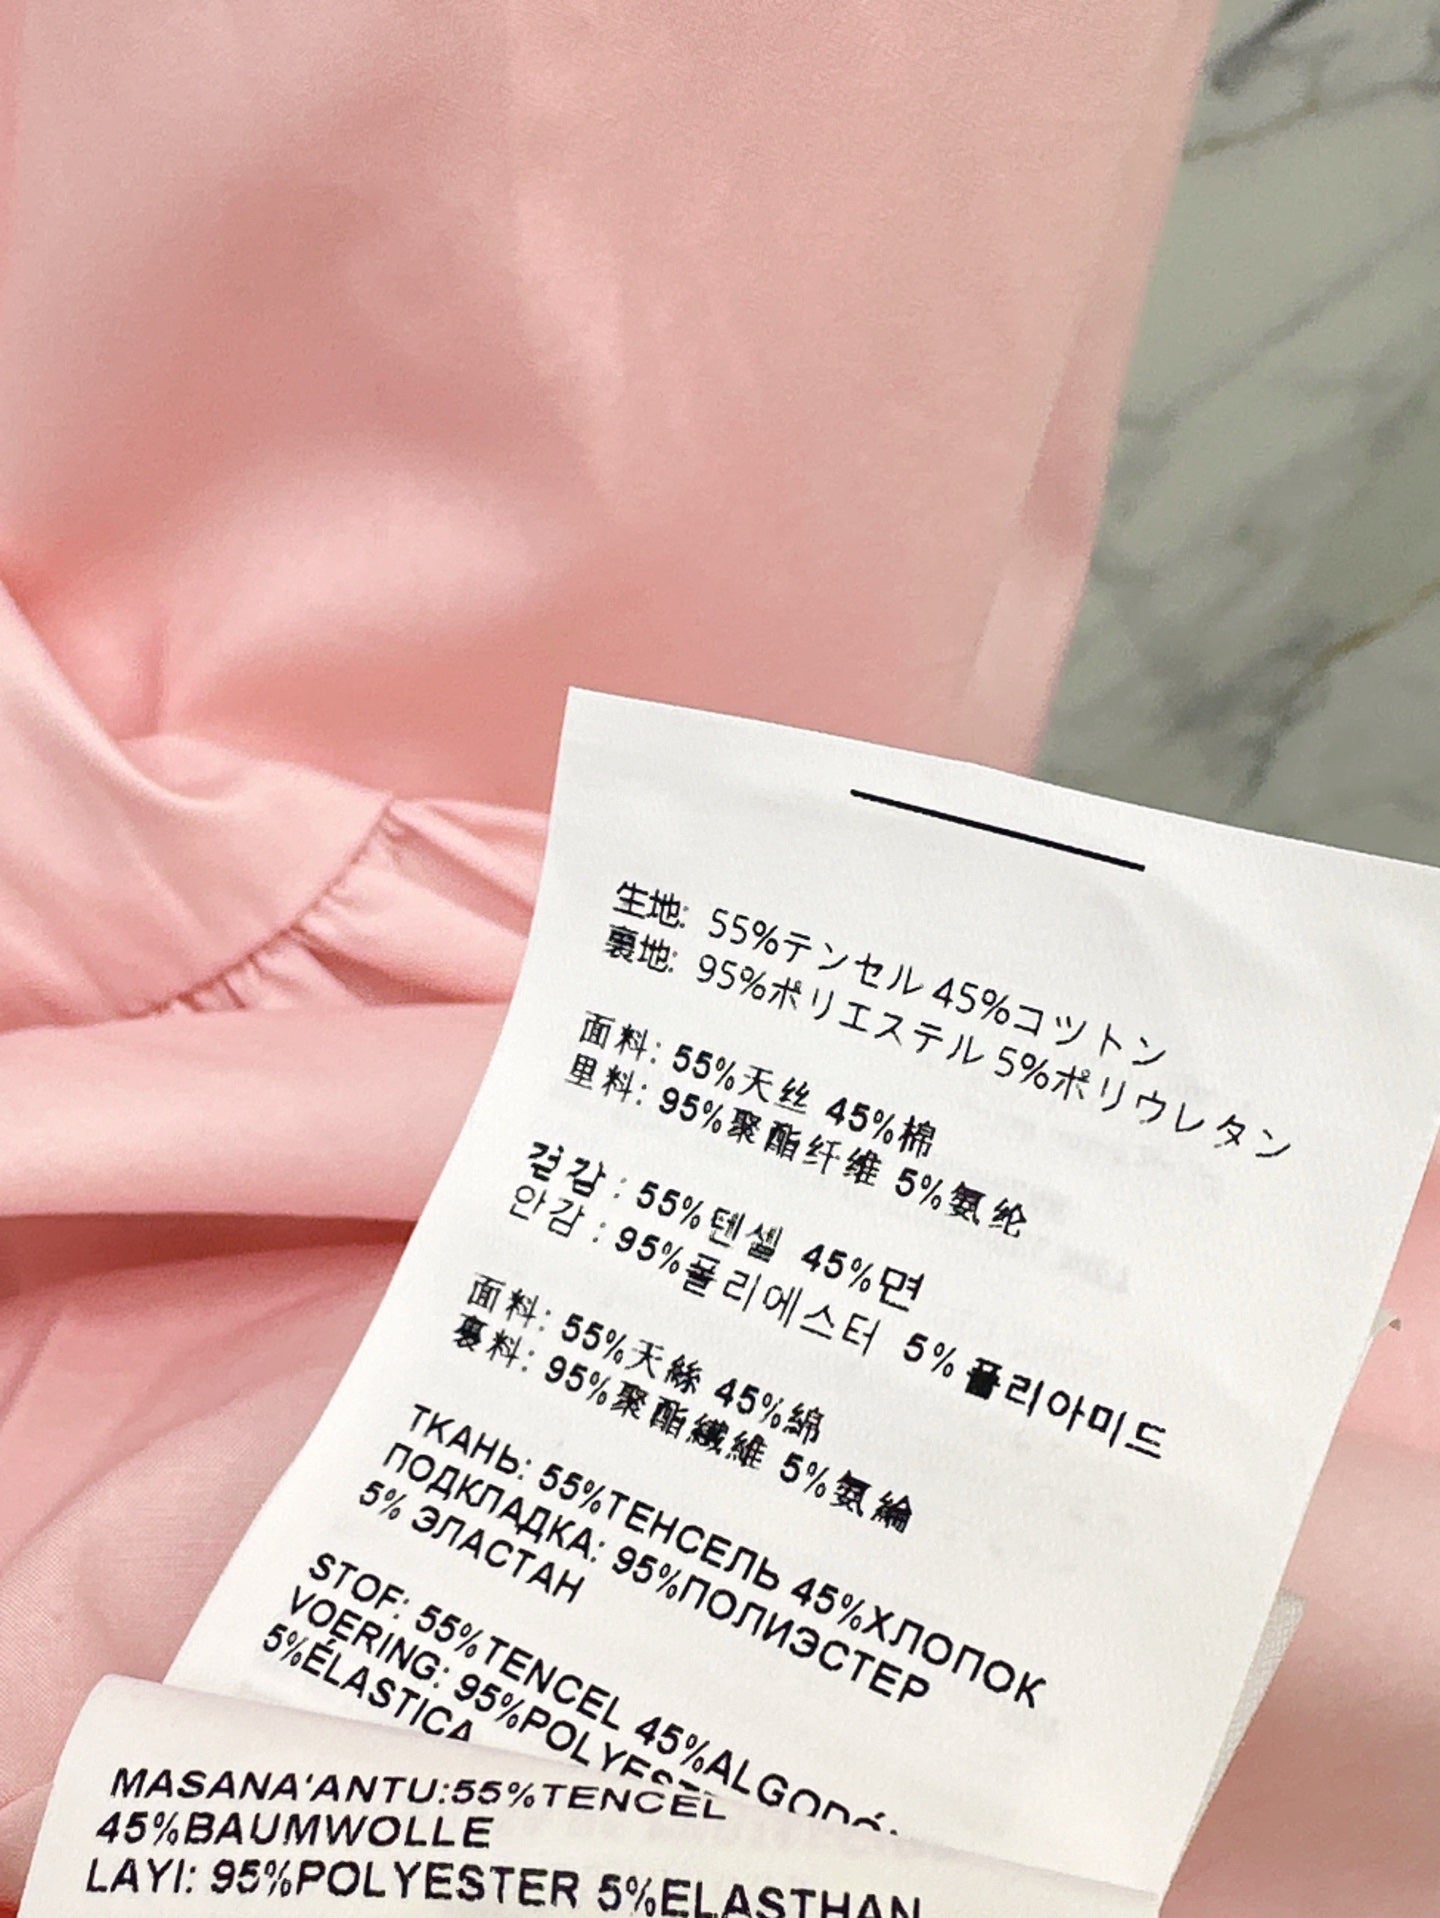 生地: 55%テンセル 45%コツトン
裏地: 95%ポリエステル 5%ポリウレタン
面料: 55%天丝 45%棉
里料: 95%聚酯纤维 5%氨纶
겉감 : 55%텐셀 45%면
안감 : 95%폴리에스터 5%폴리아미드
面料: 55%天絲 45%綿
裏料: 95%聚酯纖維 5%氨綸
ТКАНЬ: 55%ТЕНСЕЛЬ 45%ХЛОПОК
ПОДКЛАДКА: 95%ПОЛИЭСТЕР
5% ЭЛАСТАН
STOF: 55%TENCEL 45%ALGODÓ
VOERING: 95%POLYEST
5%ÉLASTICA
MASANA'ANTU:55%TENCEL
45%BAUMWOLLE
LAYI: 95%POLYESTER 5%ELASTHAN